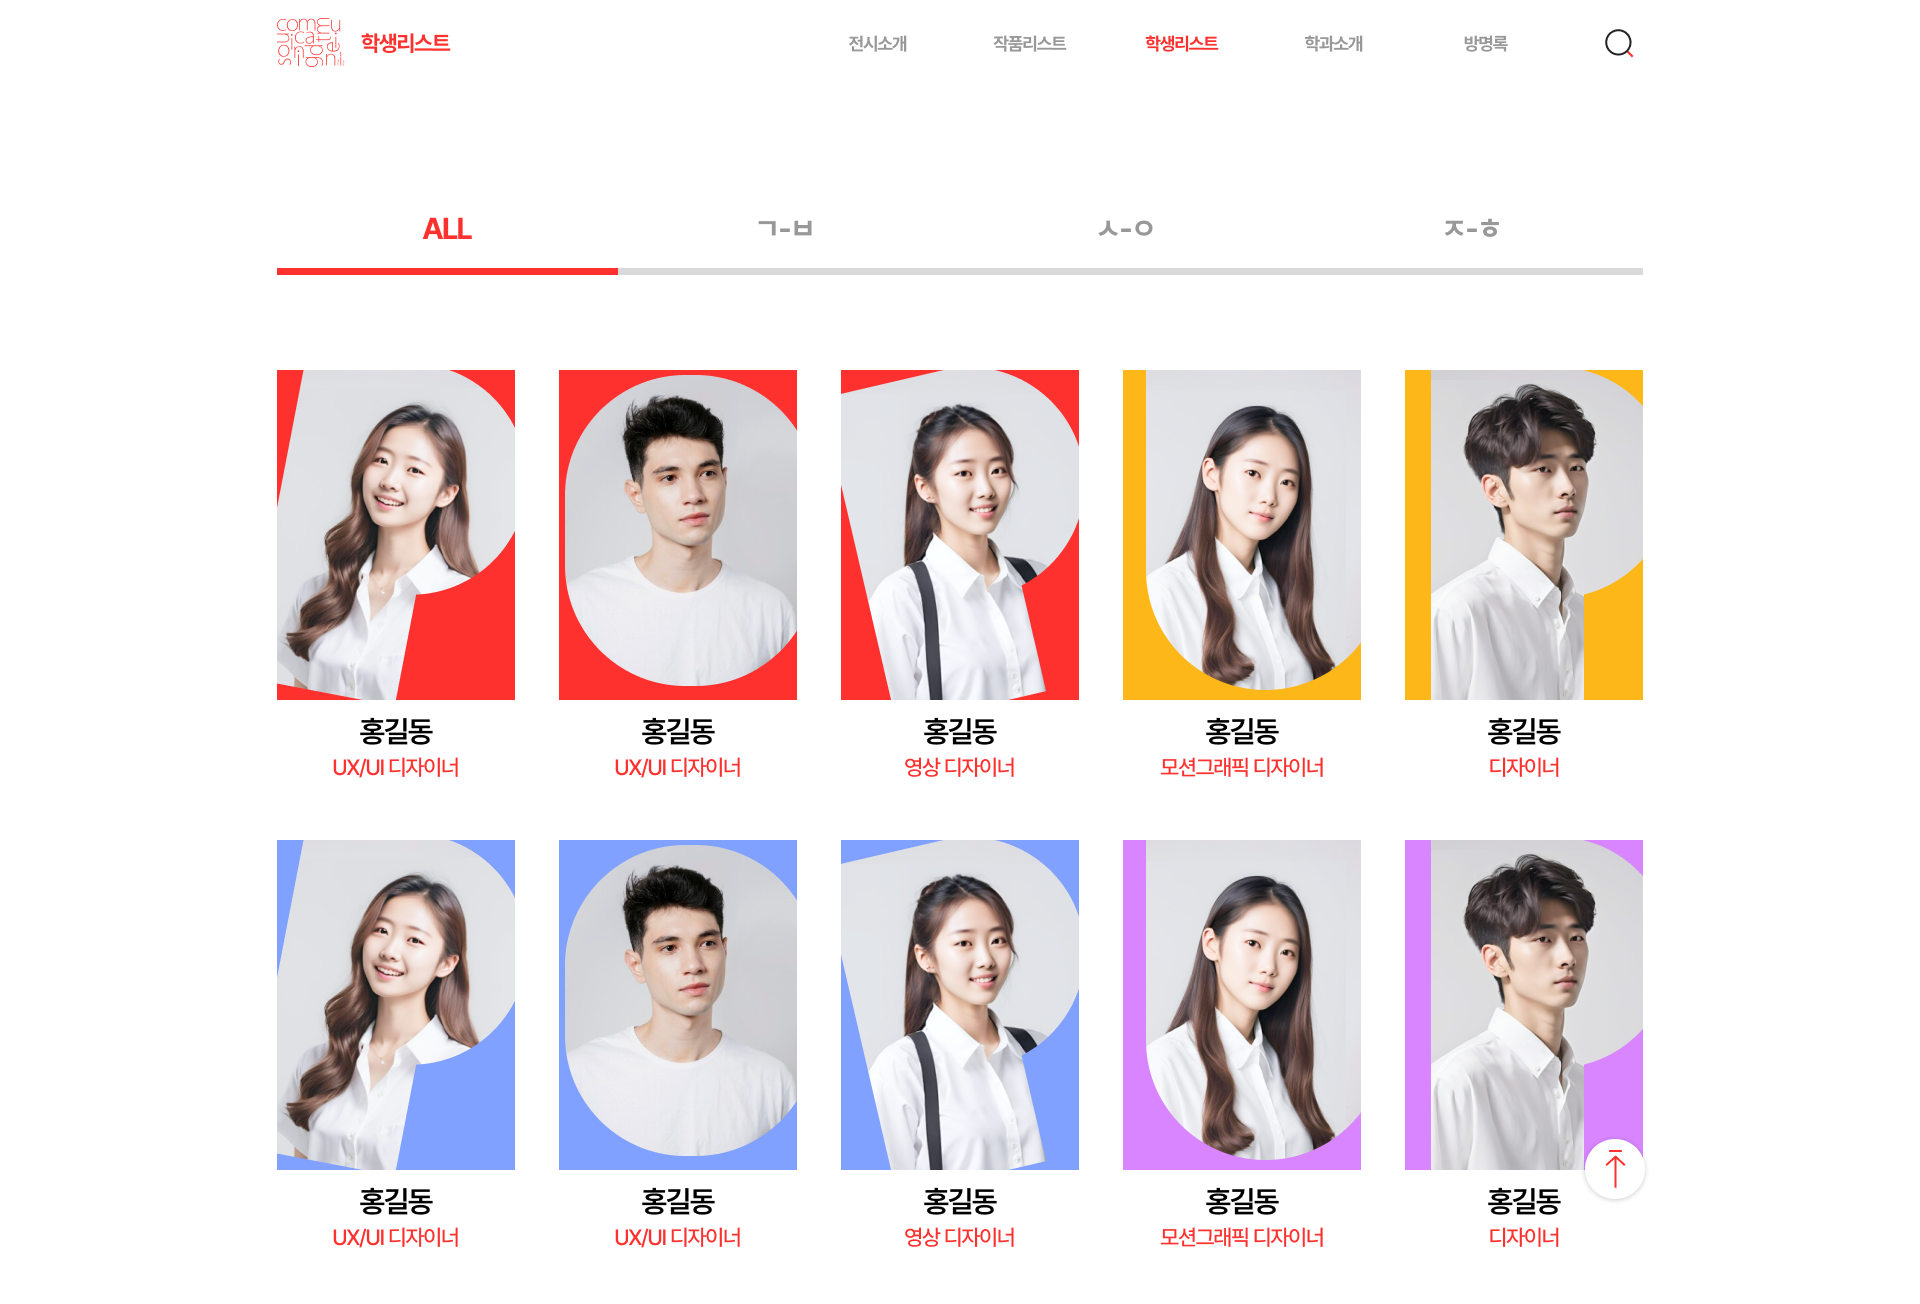 학생리스트
전시소개 작품리스트 학생리스트 학과소개 방명록
ALL ㄱ-ㅂ ㅅ-ㅇ ㅈ-ㅎ
홍길동 홍길동 홍길동 홍길동 홍길동
UX/UI 디자이너 UX/UI 디자이너 영상 디자이너 모션그래픽 디자이너 디자이너
홍길동 홍길동 홍길동 홍길동 홍길동
UX/UI 디자이너 UX/UI 디자이너 영상 디자이너 모션그래픽 디자이너 디자이너